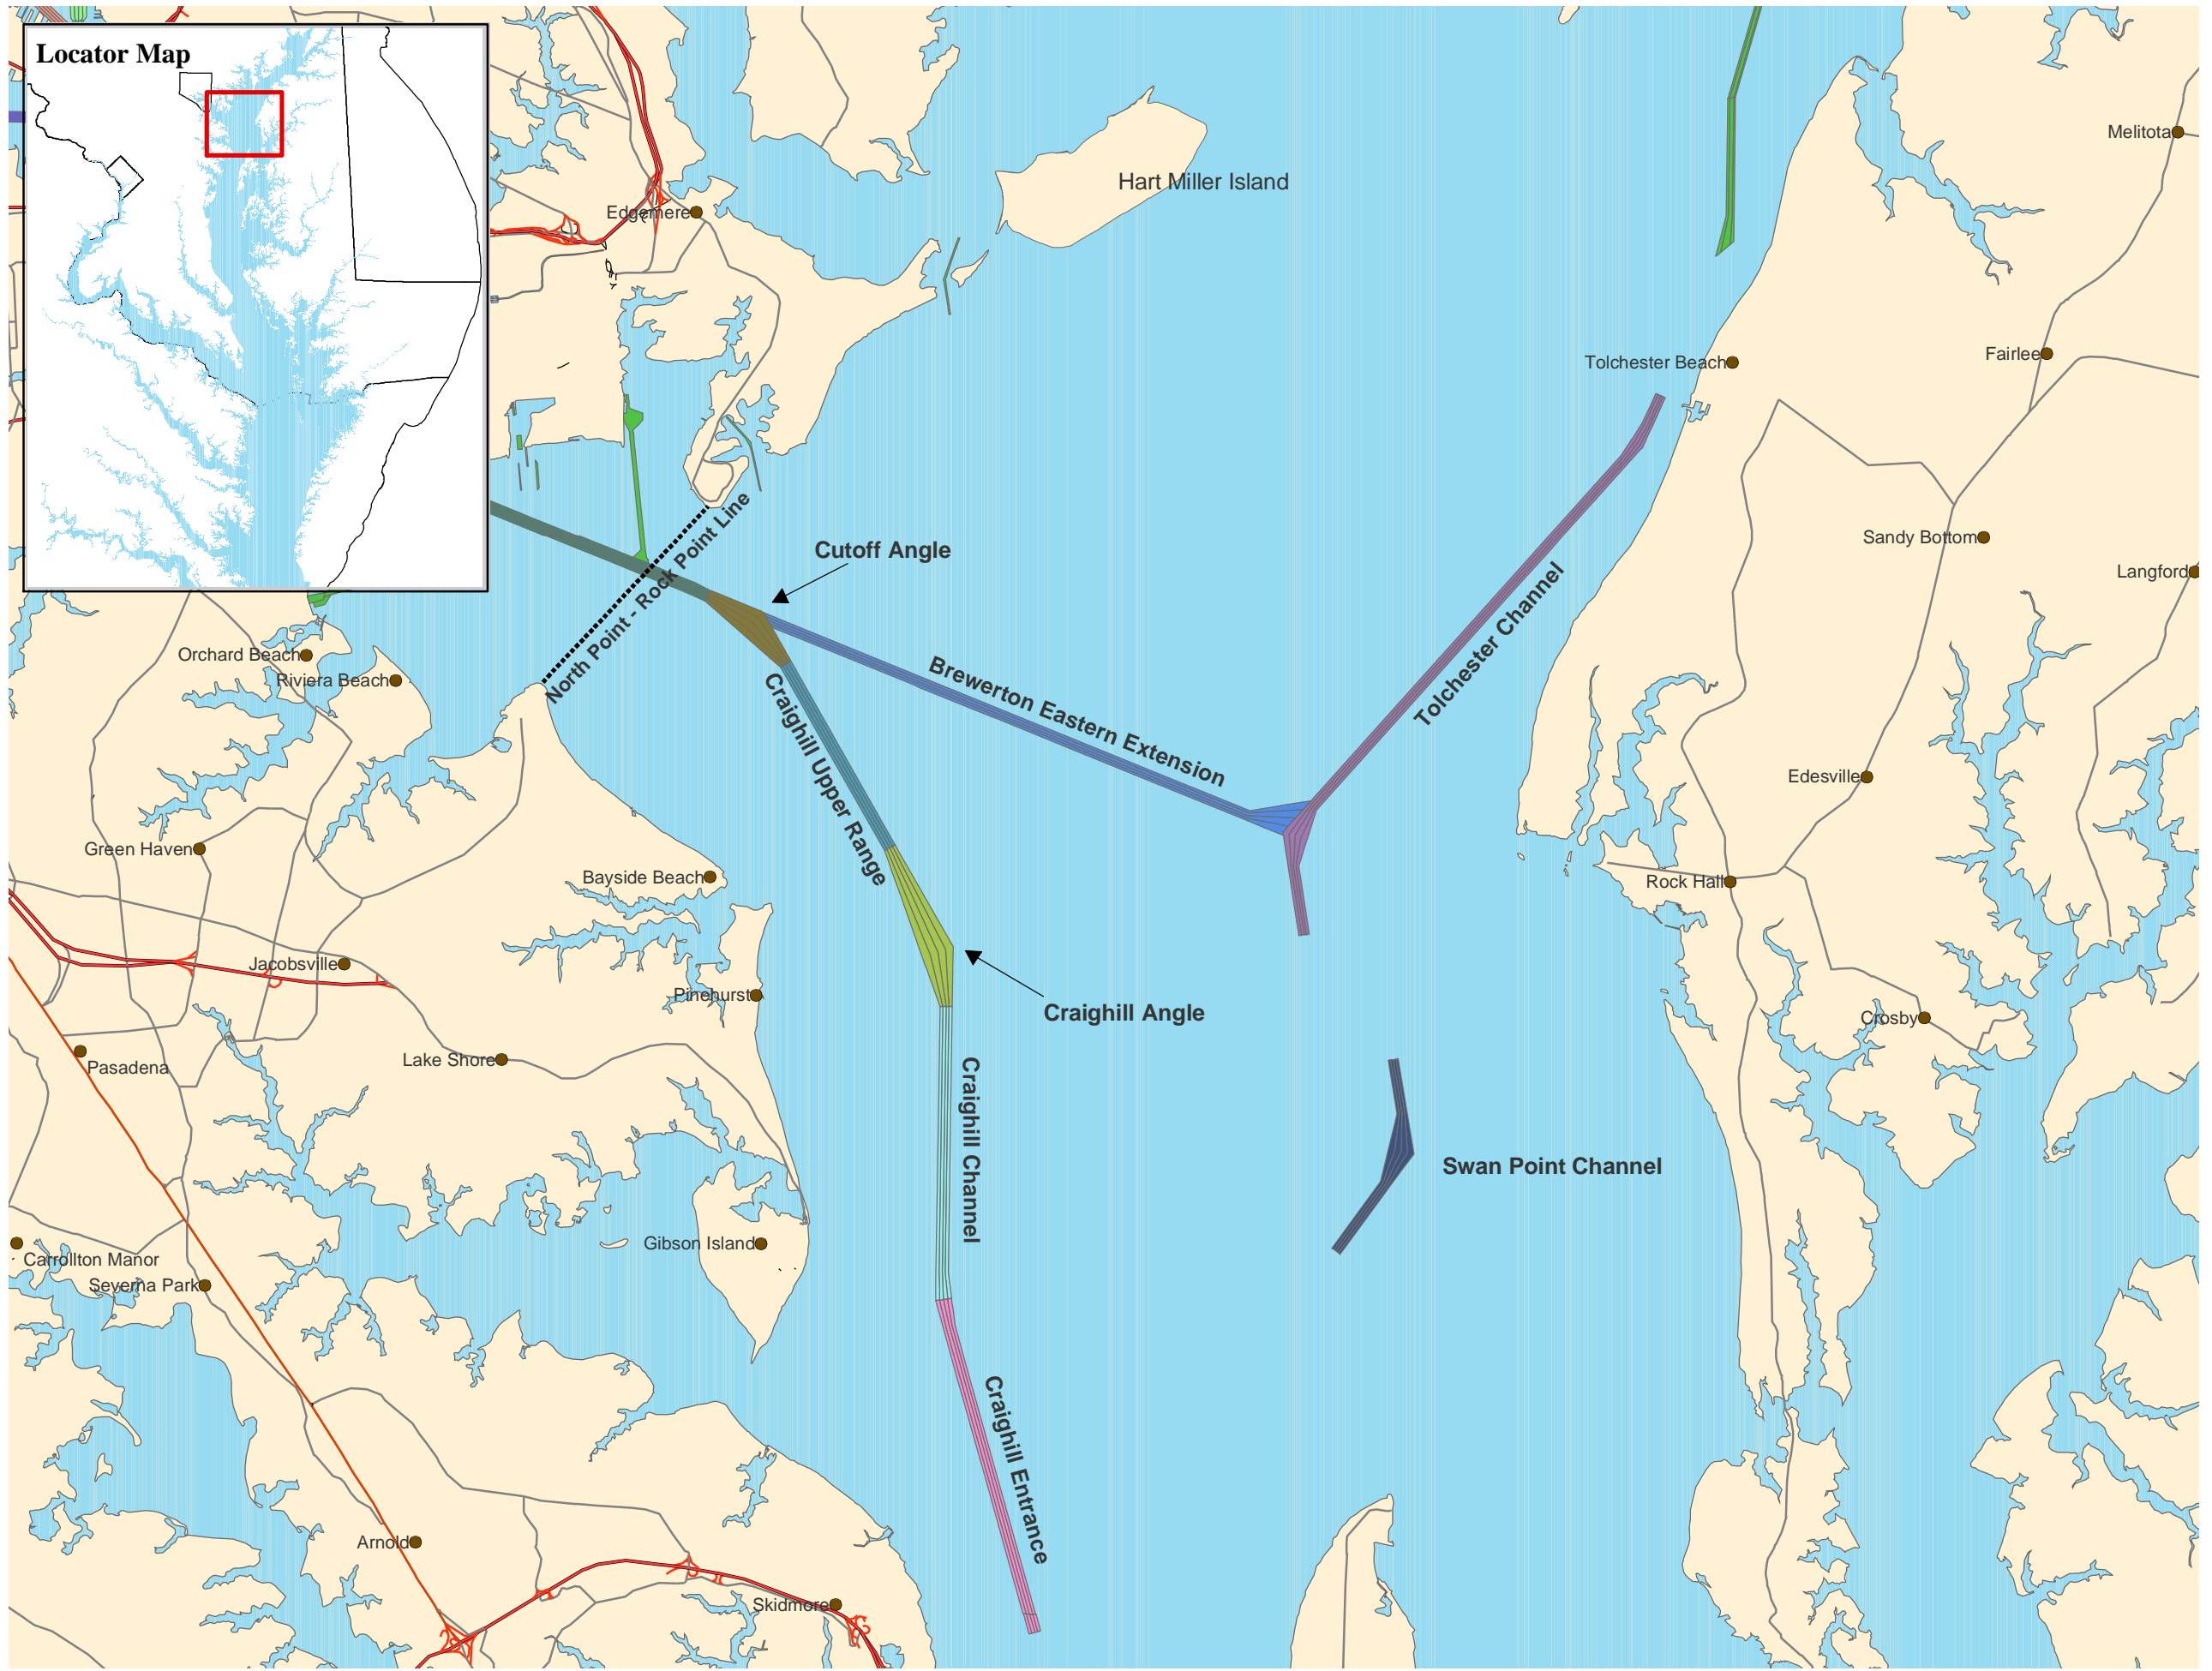 Locator Map
Melitota
Hart Miller Island
Edgemere
Fairlee
Tolchester Beach
Sandy Bottom
Cutoff Angle
Langford
North Point - Rock Point Line
Tolchester Channel
Orchard Beach
Riviera Beach
Brewerton Eastern Extension
Craighill Upper Range
Edesville
Green Haven
Bayside Beach
Rock Hall
Jacobsville
Pinehurst
Craighill Angle
Crosby
Pasadena
Lake Shore
Craighill Channel
Swan Point Channel
Gibson Island
Carrollton Manor
Severna Park
Craighill Entrance
Arnold
Skidmore